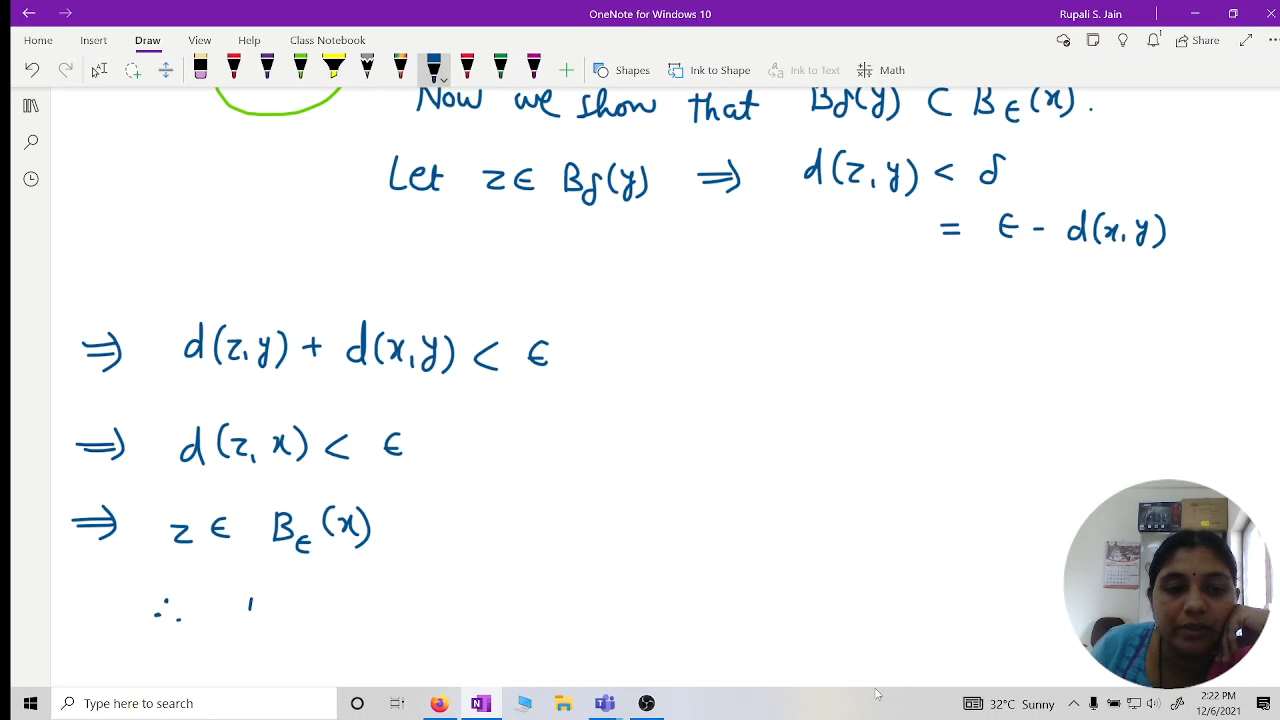 OneNote for Windows 10
Rupali S. Jain
Home Insert Draw View Help Class Notebook
Share
Shapes Ink to Shape Ink to Text Math
Now we show that Bδ(y) ⊂ B∈(x).
Let z∈ Bδ(y) ⇒ d(z,y) < δ
= ∈ - d(x,y)
⇒ d(z,y) + d(x,y) < ∈
⇒ d(z,x) < ∈
⇒ z ∈ B∈(x)
∴
Type here to search
32°C Sunny
2:22 PM
12/6/2021